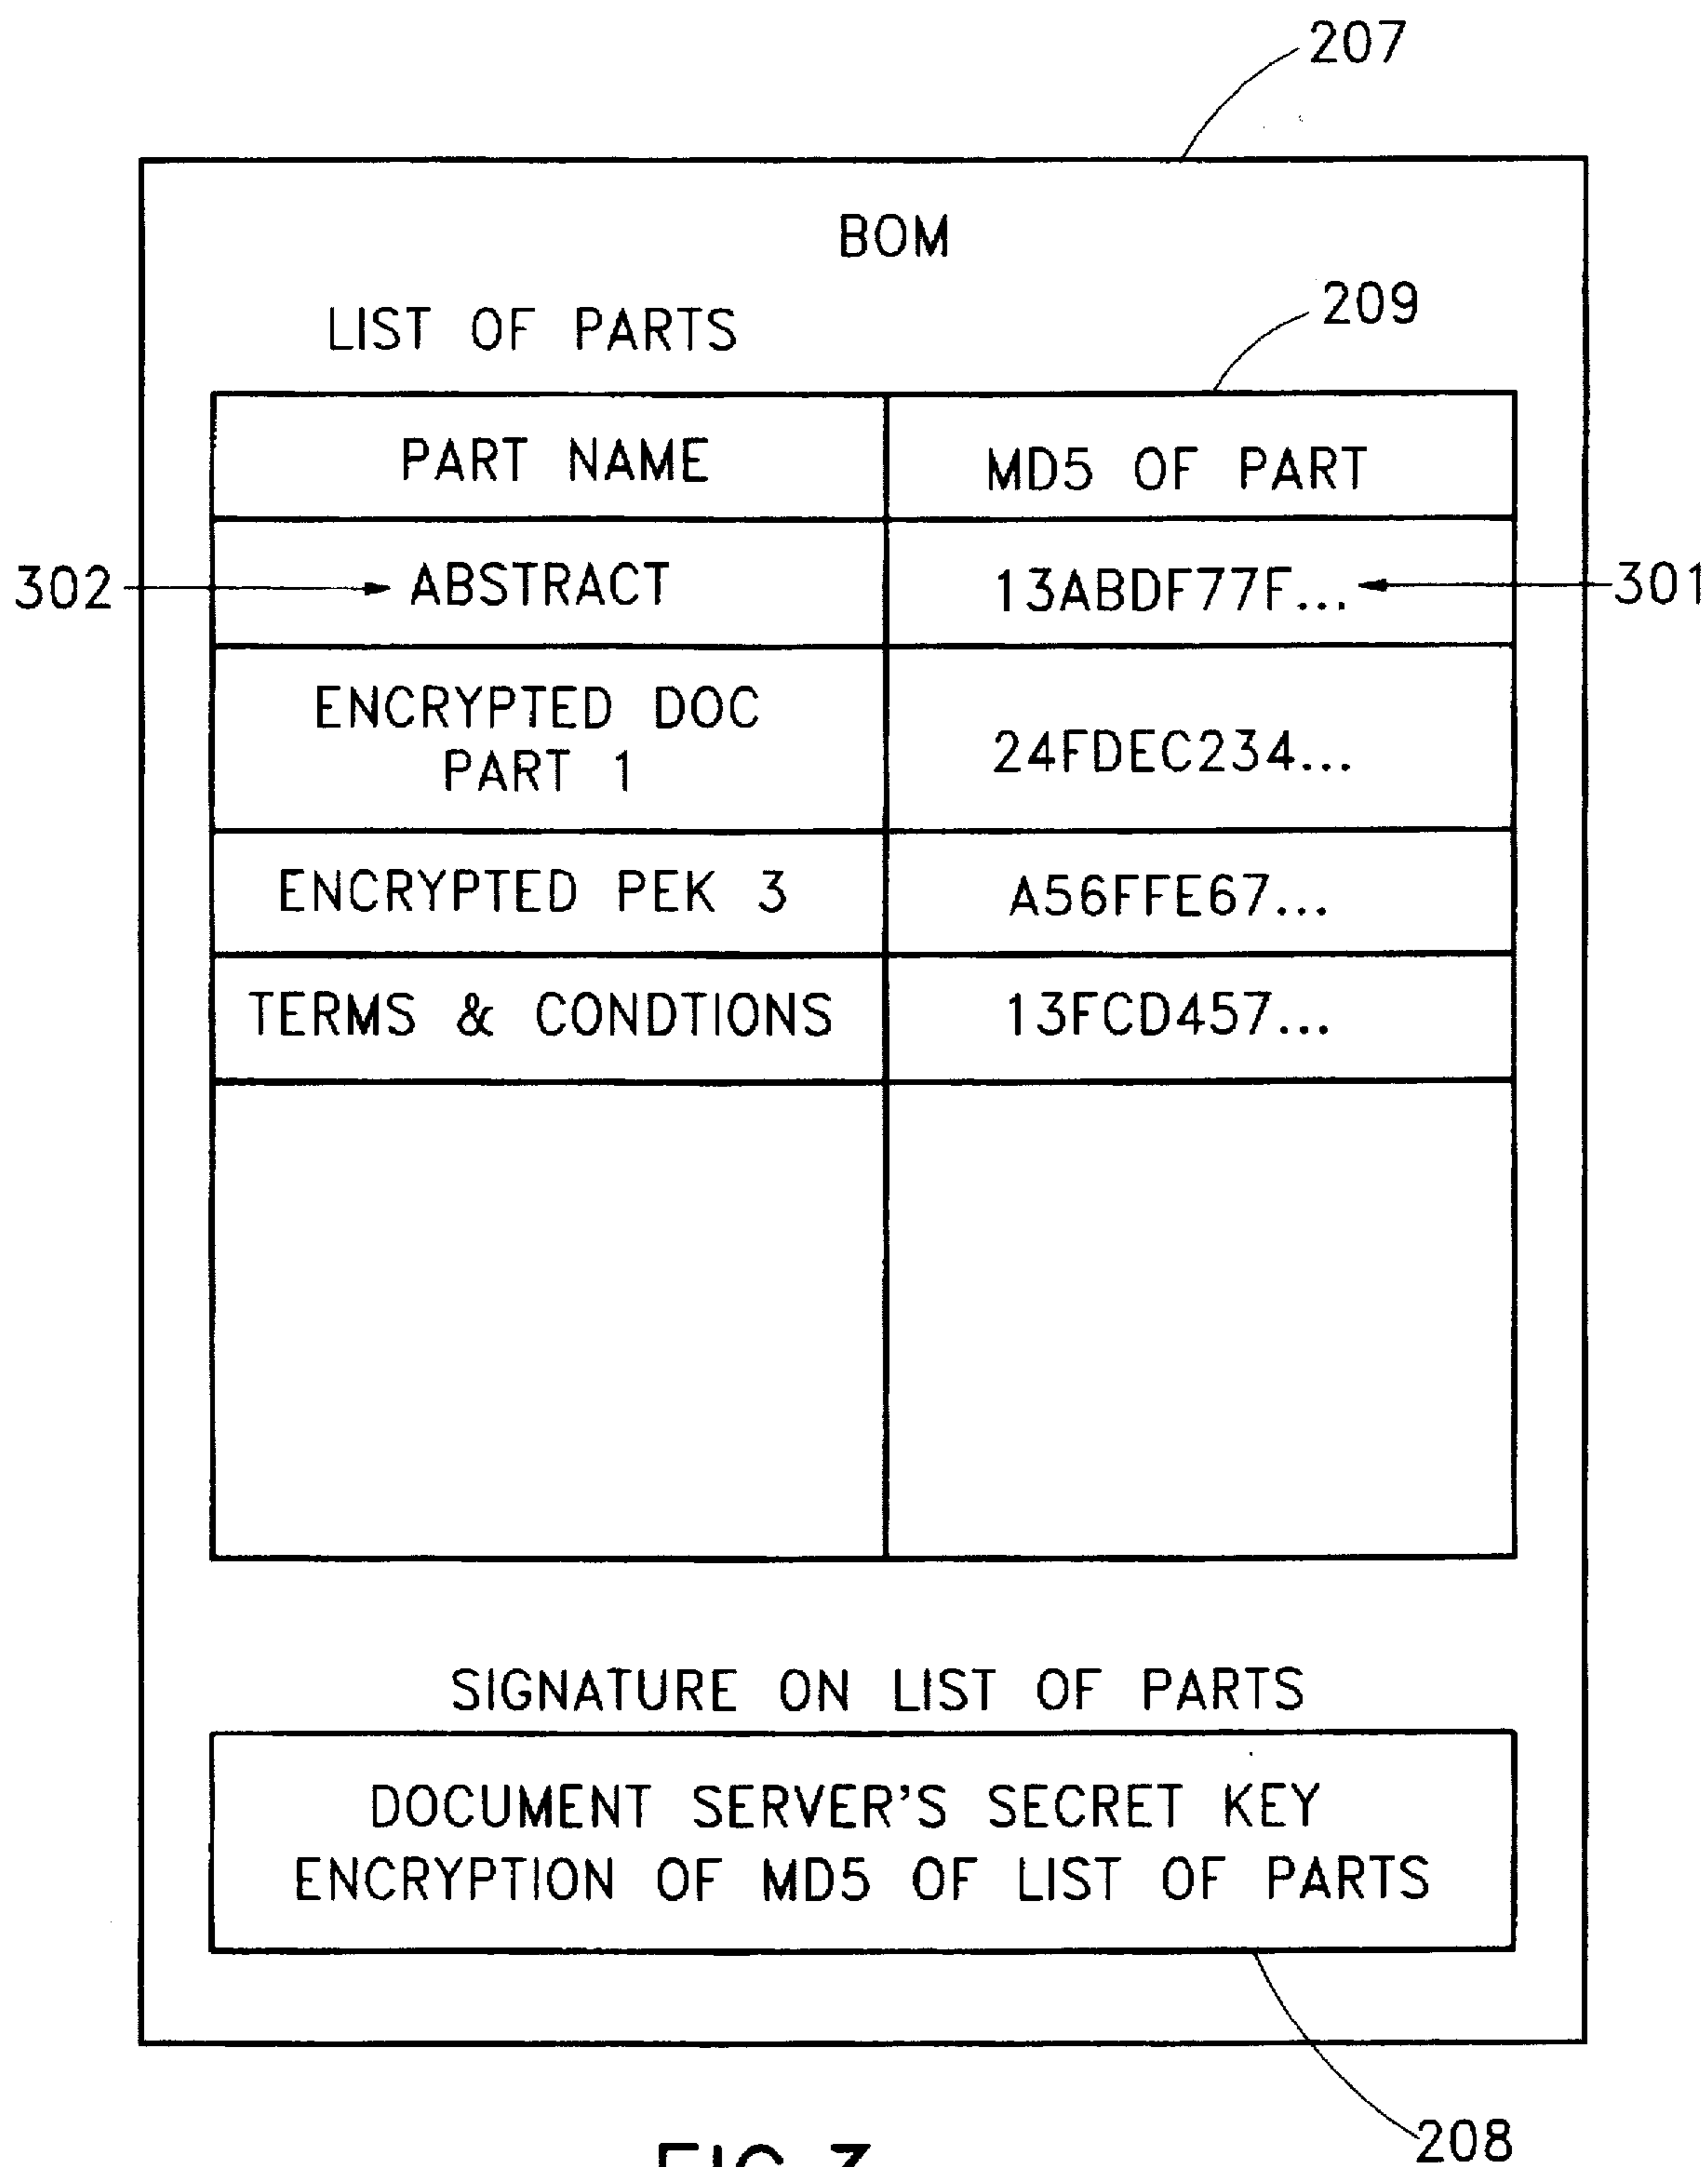 207
BOM
LIST OF PARTS
209
PART NAME MD5 OF PART
302 ABSTRACT 13ABDF77F... 301
ENCRYPTED DOC
PART 1
24FDEC234...
ENCRYPTED PEK 3 A56FFE67...
TERMS & CONDTIONS 13FCD457...
SIGNATURE ON LIST OF PARTS
DOCUMENT SERVER'S SECRET KEY
ENCRYPTION OF MD5 OF LIST OF PARTS
208
FIG.3